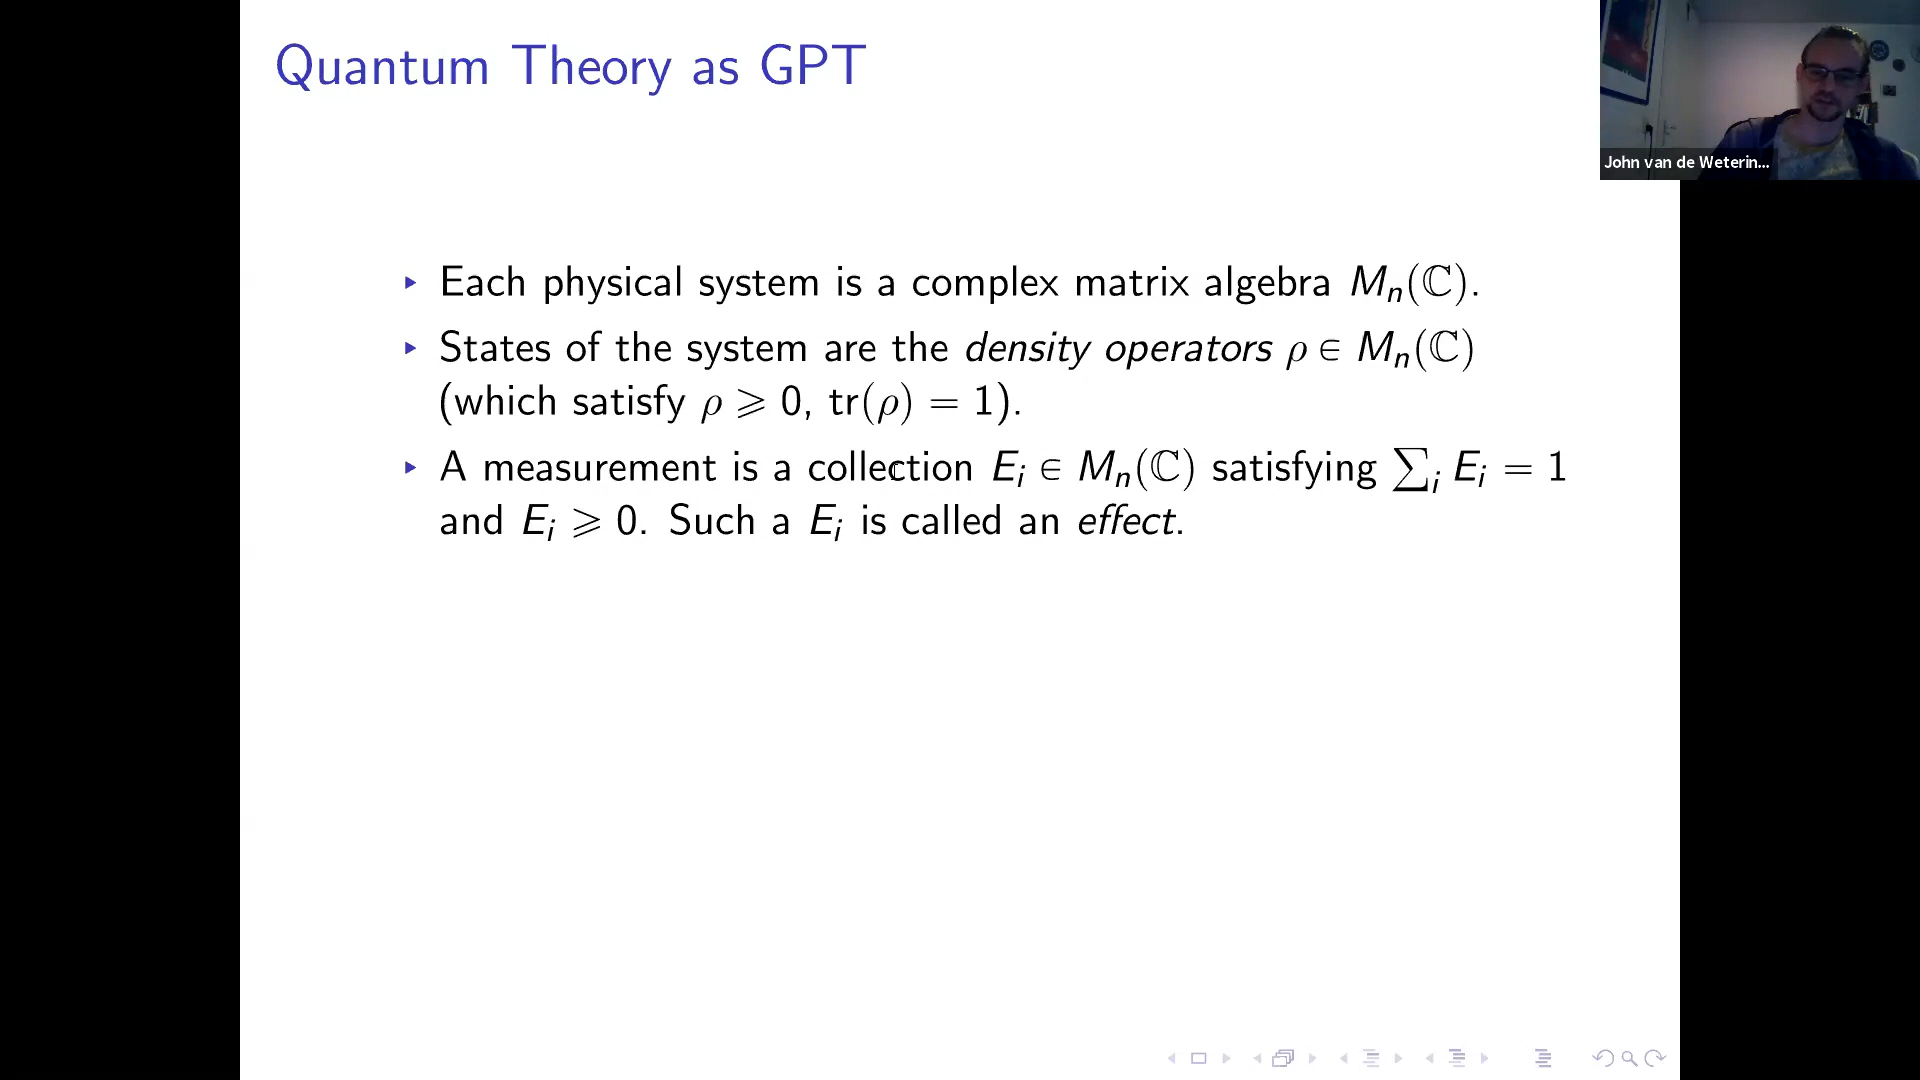 Quantum Theory as GPT
John van de Weterin...
▸ Each physical system is a complex matrix algebra Mₙ(ℂ).
▸ States of the system are the density operators ρ ∈ Mₙ(ℂ)
(which satisfy ρ ⩾ 0, tr(ρ) = 1).
▸ A measurement is a collection Eᵢ ∈ Mₙ(ℂ) satisfying ∑ᵢ Eᵢ = 1
and Eᵢ ⩾ 0. Such a Eᵢ is called an effect.